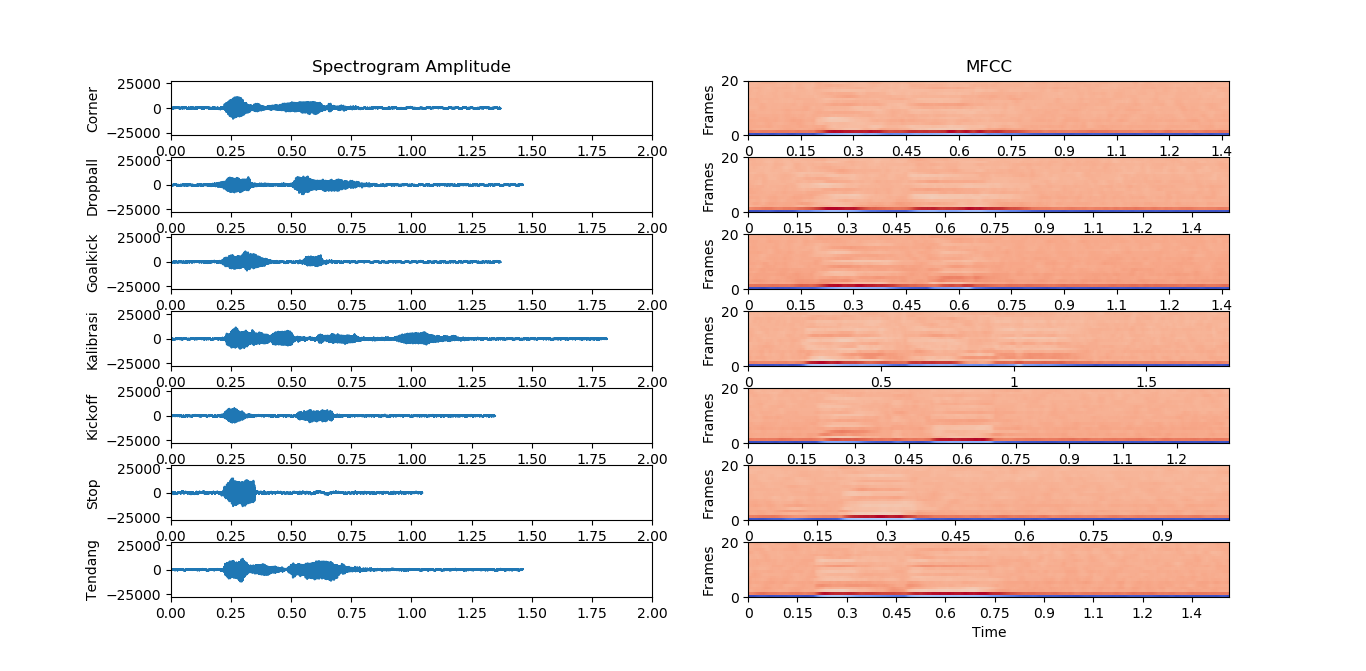 Spectrogram Amplitude MFCC
Corner 25000 0 −25000 Frames 20 0
0.00 0.25 0.50 0.75 1.00 1.25 1.50 1.75 2.00 0 0.15 0.3 0.45 0.6 0.75 0.9 1.1 1.2 1.4
Dropball 25000 0 −25000 Frames 20 0
0.00 0.25 0.50 0.75 1.00 1.25 1.50 1.75 2.00 0 0.15 0.3 0.45 0.6 0.75 0.9 1.1 1.2 1.4
Goalkick 25000 0 −25000 Frames 20 0
0.00 0.25 0.50 0.75 1.00 1.25 1.50 1.75 2.00 0 0.15 0.3 0.45 0.6 0.75 0.9 1.1 1.2 1.4
Kalibrasi 25000 0 −25000 Frames 20 0
0.00 0.25 0.50 0.75 1.00 1.25 1.50 1.75 2.00 0 0.5 1 1.5
Kickoff 25000 0 −25000 Frames 20 0
0.00 0.25 0.50 0.75 1.00 1.25 1.50 1.75 2.00 0 0.15 0.3 0.45 0.6 0.75 0.9 1.1 1.2
Stop 25000 0 −25000 Frames 20 0
0.00 0.25 0.50 0.75 1.00 1.25 1.50 1.75 2.00 0 0.15 0.3 0.45 0.6 0.75 0.9
Tendang 25000 0 −25000 Frames 20 0
0.00 0.25 0.50 0.75 1.00 1.25 1.50 1.75 2.00 0 0.15 0.3 0.45 0.6 0.75 0.9 1.1 1.2 1.4
Time